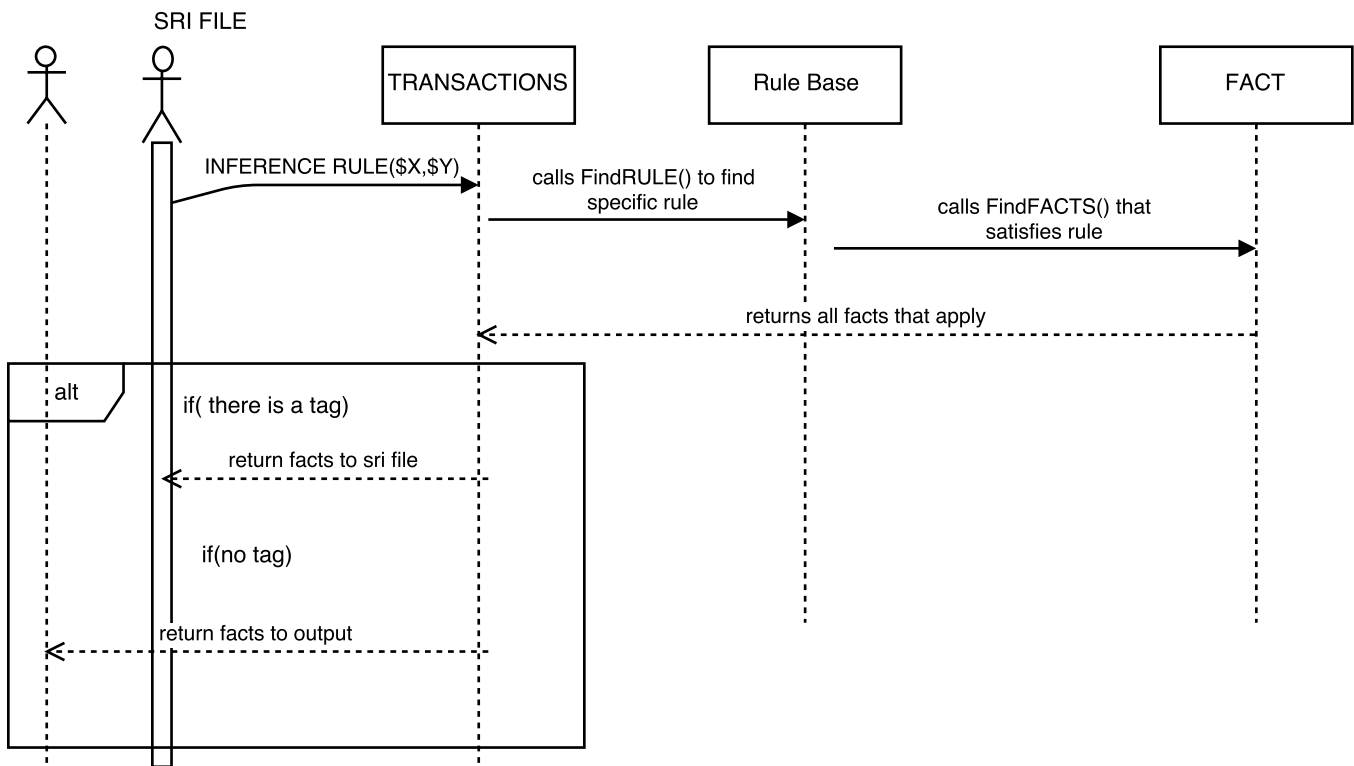 SRI FILE
TRANSACTIONS
Rule Base
FACT
INFERENCE RULE($X,$Y)
calls FindRULE() to find
specific rule
calls FindFACTS() that
satisfies rule
returns all facts that apply
alt
if( there is a tag)
return facts to sri file
if(no tag)
return facts to output